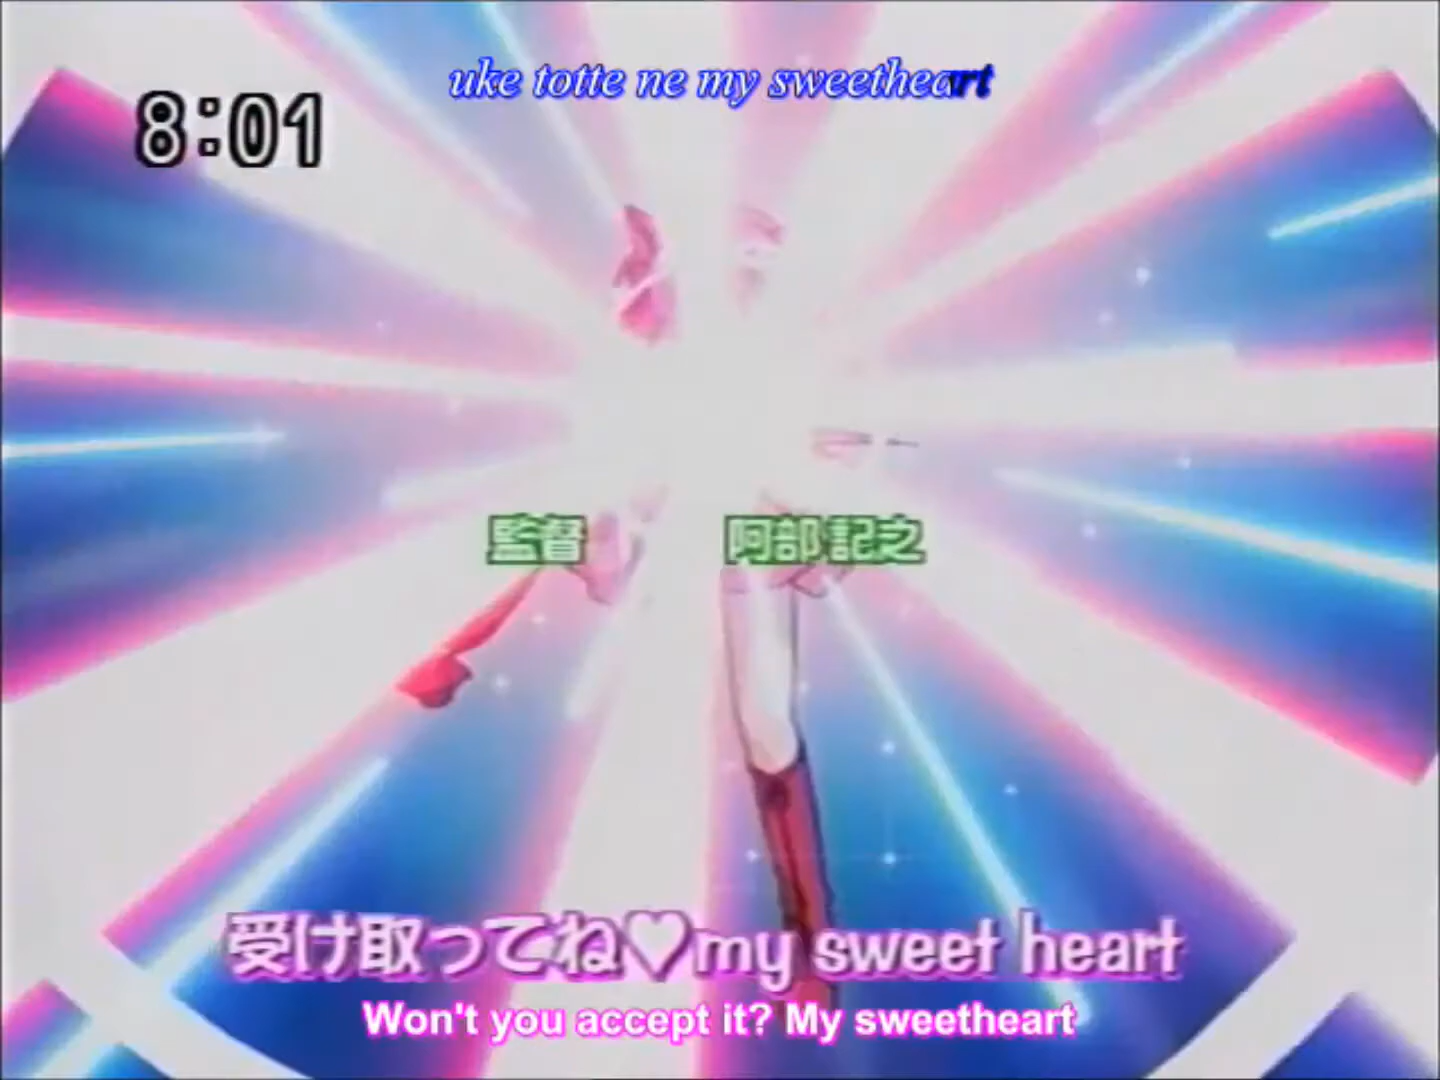 uke totte ne my sweetheart
8:01
監督 阿部記之
受け取ってね♡my sweet heart
Won't you accept it? My sweetheart